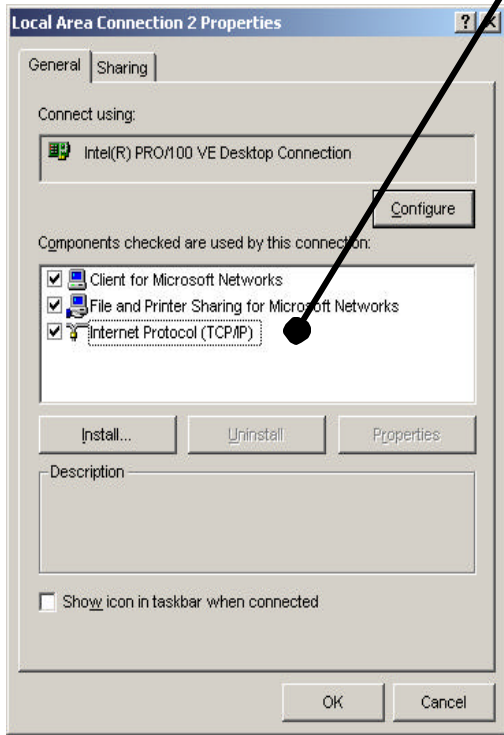 Local Area Connection 2 Properties
General Sharing
Connect using:
Intel(R) PRO/100 VE Desktop Connection
Configure
Components checked are used by this connection:
Client for Microsoft Networks
File and Printer Sharing for Microsoft Networks
Internet Protocol (TCP/IP)
Install... Uninstall Properties
Description
Show icon in taskbar when connected
OK Cancel